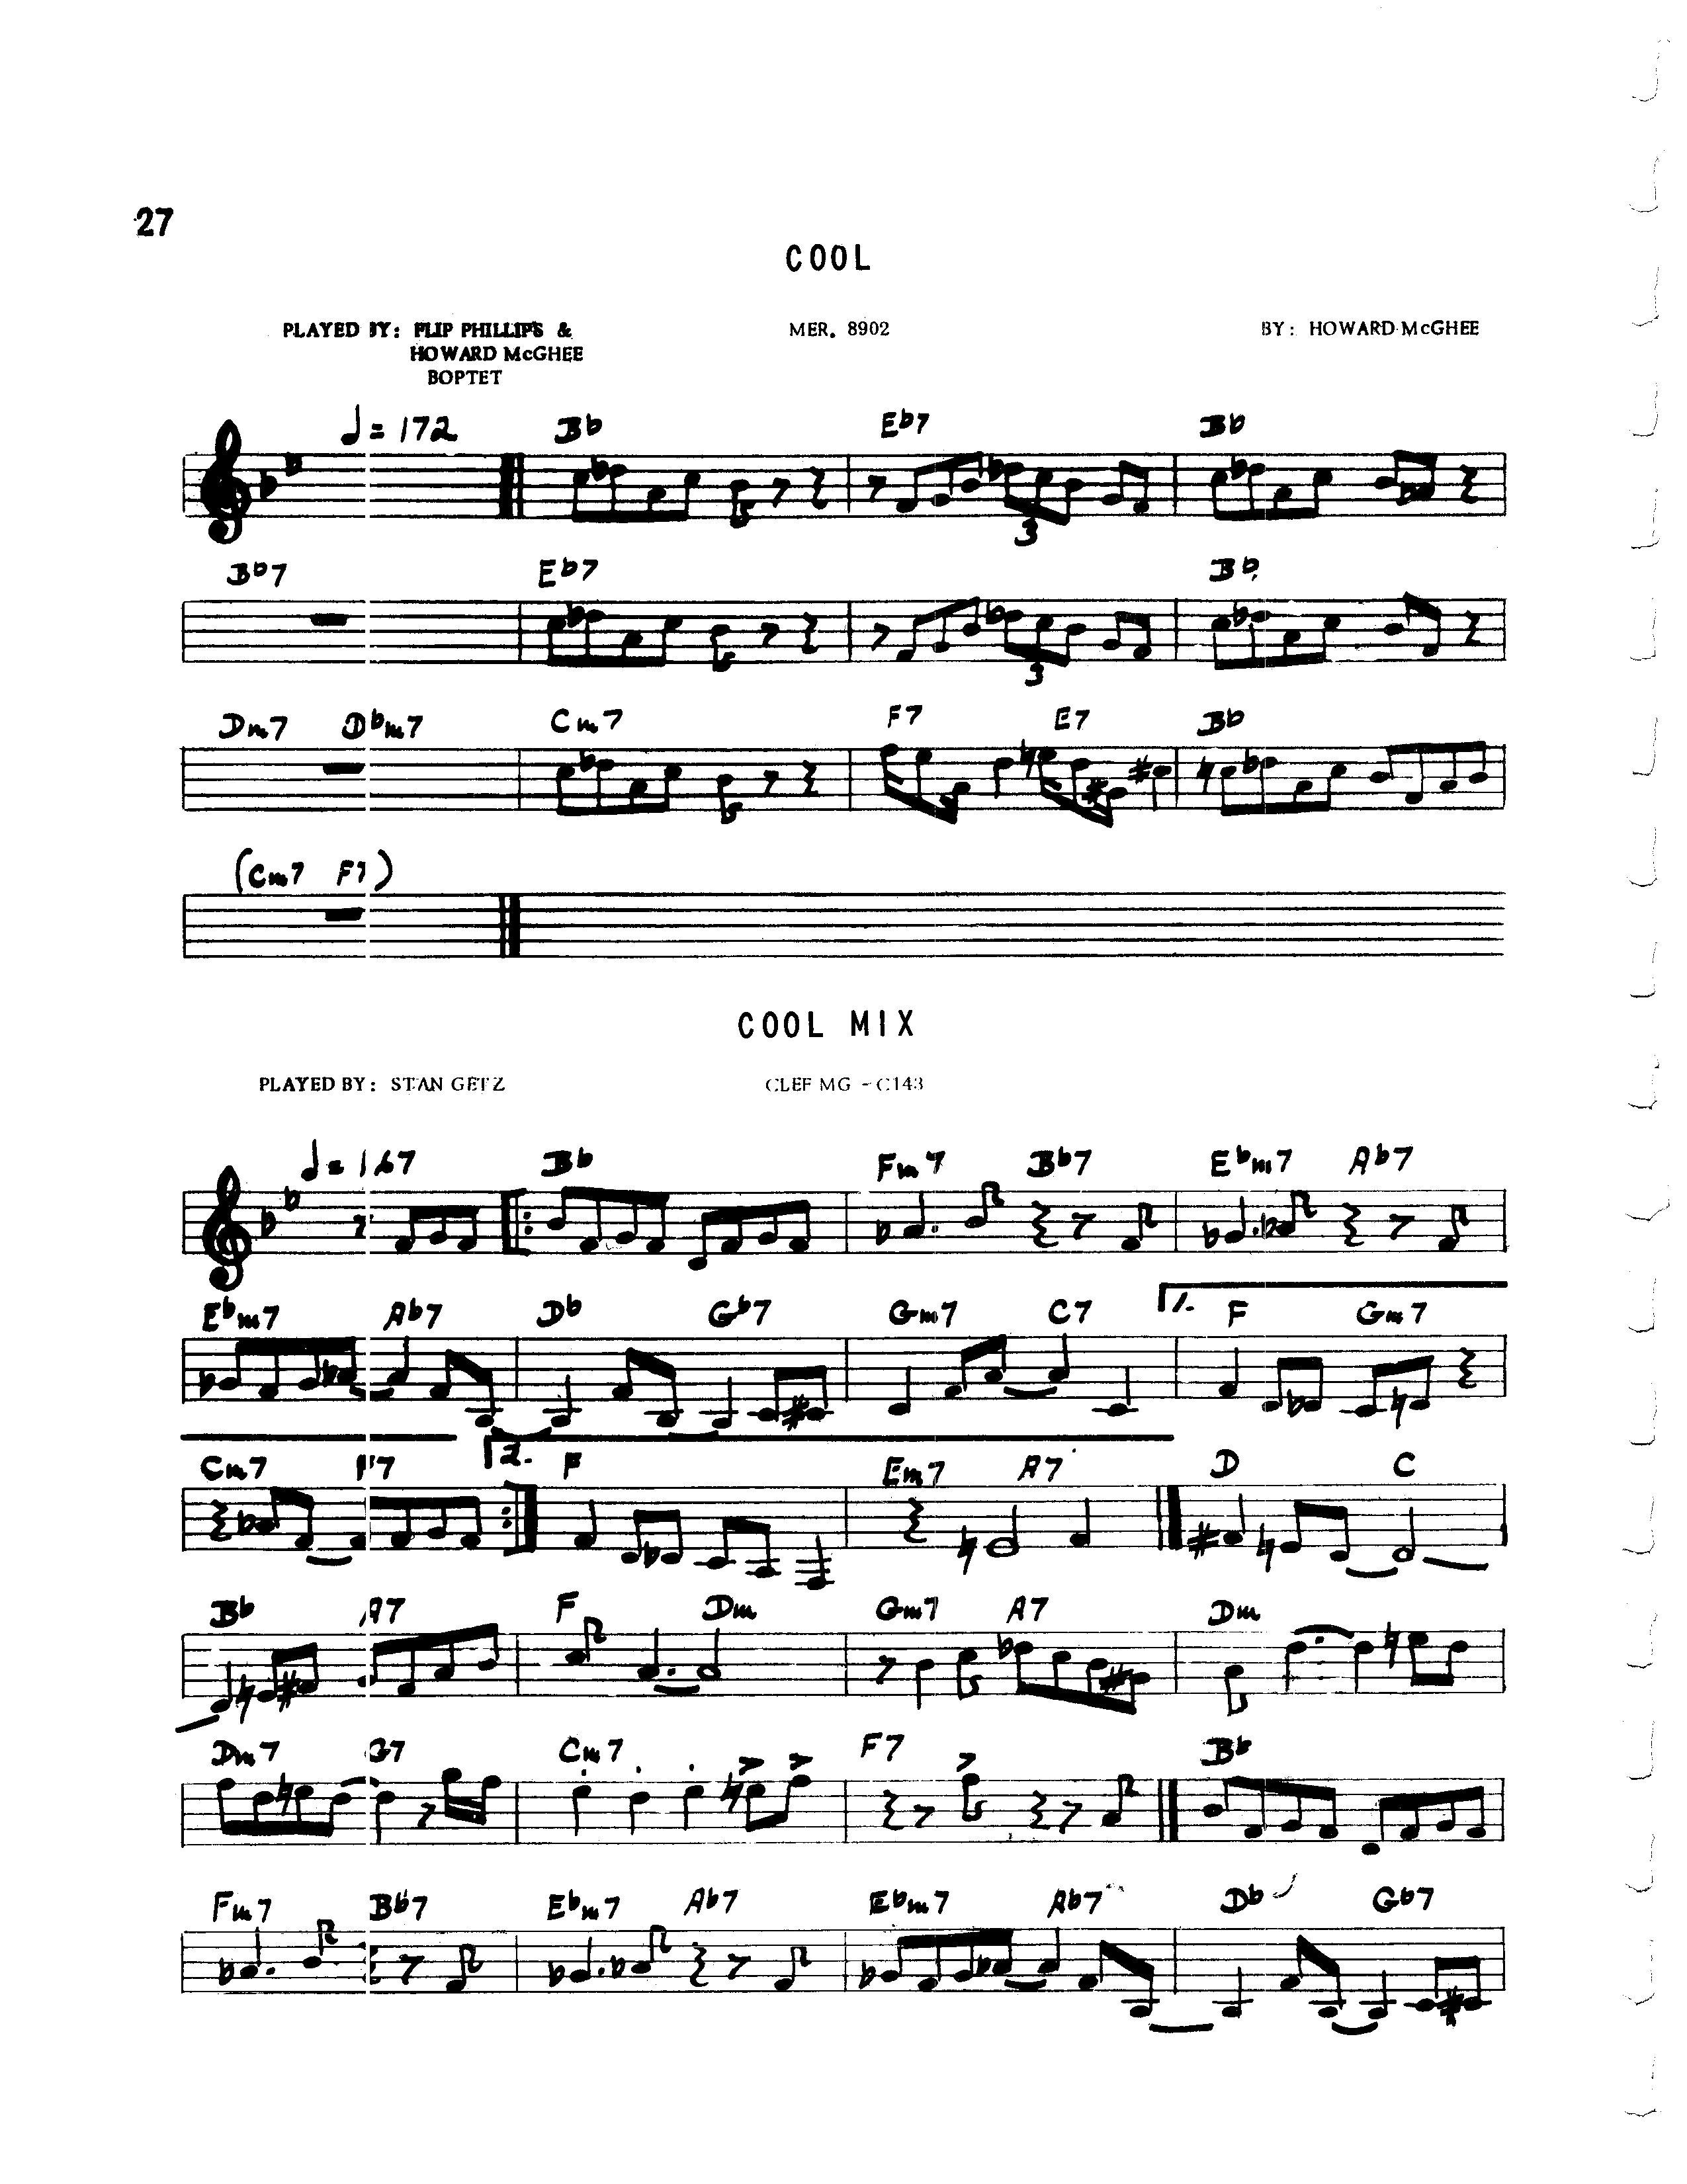 27
COOL
PLAYED BY: FLIP PHILLIPS & MER. 8902 BY: HOWARD McGHEE
HOWARD McGHEE
BOPTET
♩= 172 Bb Eb7 Bb
3
Bb7 Eb7 Bb
3
Dm7 Dbm7 Cm7 F7 E7 Bb
(Cm7 F7)
COOL MIX
PLAYED BY: STAN GETZ CLEF MG - C143
♩= 167 Bb Fm7 Bb7 Ebm7 Ab7
Ebm7 Ab7 Db Gb7 Gm7 C7 1. F Gm7
Cm7 F7 2. F Em7 A7 D C
Bb A7 F Dm Gm7 A7 Dm
Dm7 G7 Cm7 F7 Bb
Fm7 Bb7 Ebm7 Ab7 Ebm7 Ab7 Db Gb7